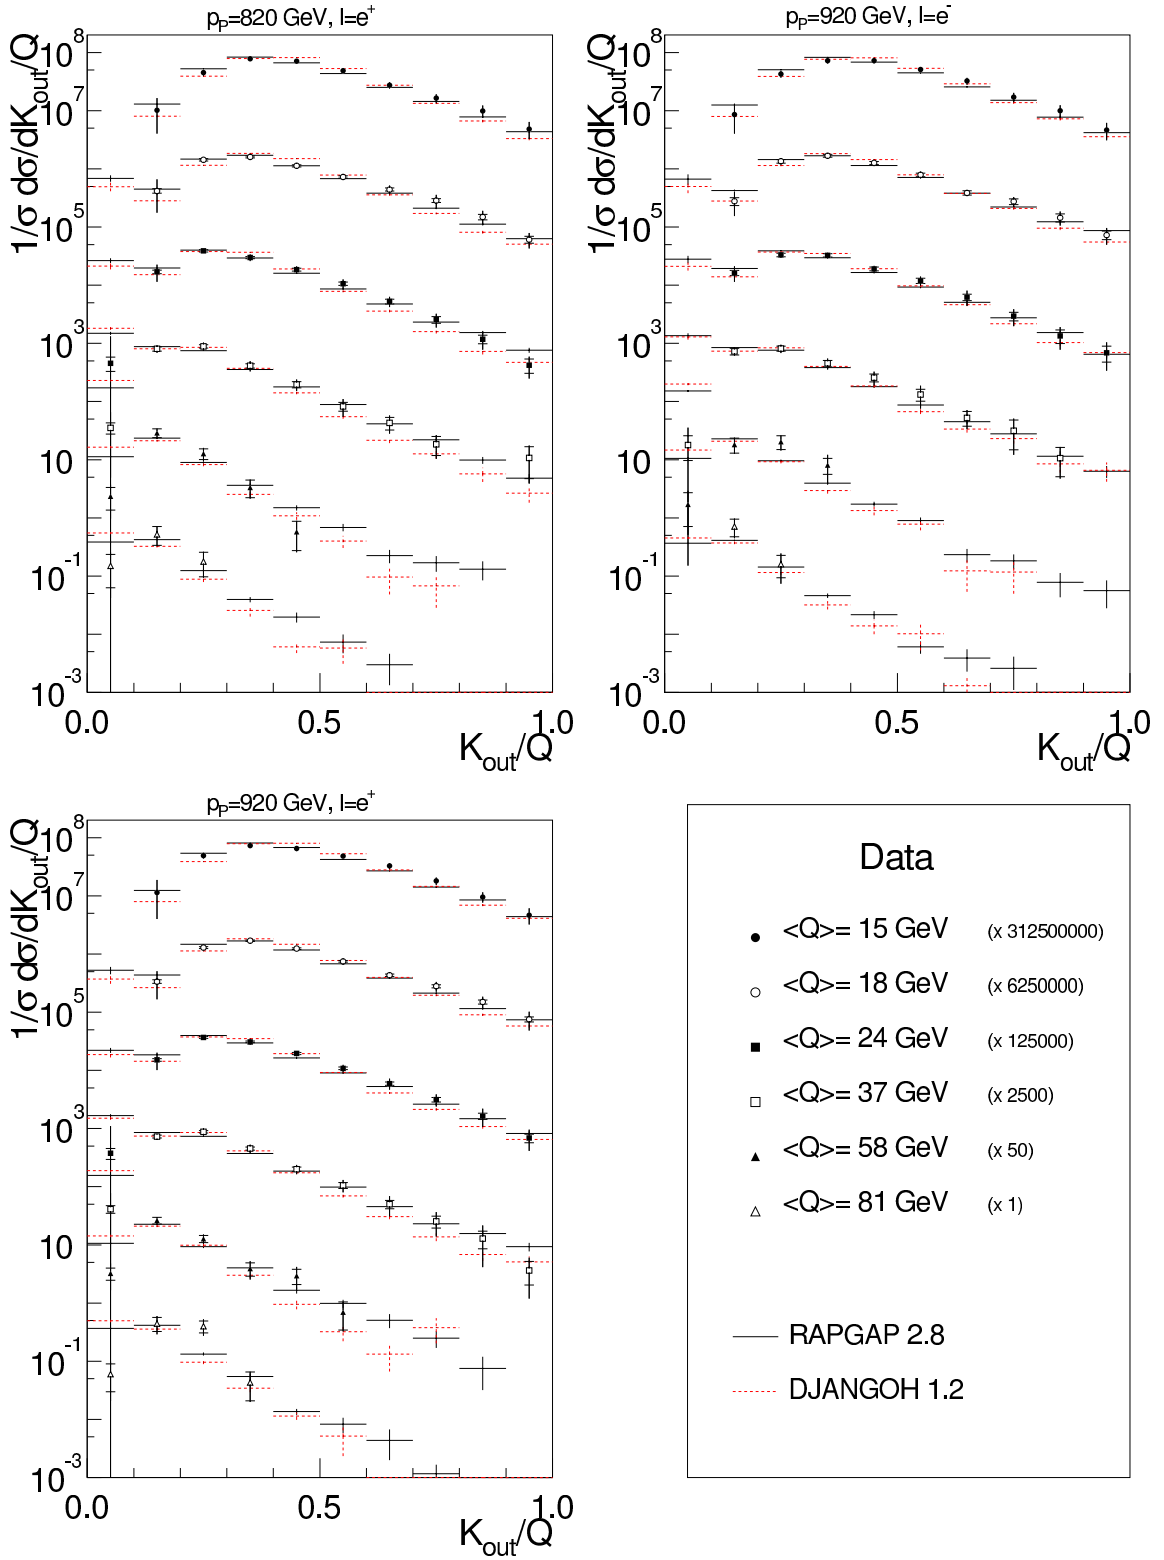 p_P=820 GeV, l=e^+
1/σ dσ/dK_out/Q
10^8
10^7
10^5
10^3
10
10^-1
10^-3
0.0
0.5
1.0
K_out/Q
p_P=920 GeV, l=e^-
1/σ dσ/dK_out/Q
10^8
10^7
10^5
10^3
10
10^-1
10^-3
0.0
0.5
1.0
K_out/Q
p_P=920 GeV, l=e^+
1/σ dσ/dK_out/Q
10^8
10^7
10^5
10^3
10
10^-1
10^-3
0.0
0.5
1.0
K_out/Q
Data
<Q>= 15 GeV (x 312500000)
<Q>= 18 GeV (x 6250000)
<Q>= 24 GeV (x 125000)
<Q>= 37 GeV (x 2500)
<Q>= 58 GeV (x 50)
<Q>= 81 GeV (x 1)
RAPGAP 2.8
DJANGOH 1.2